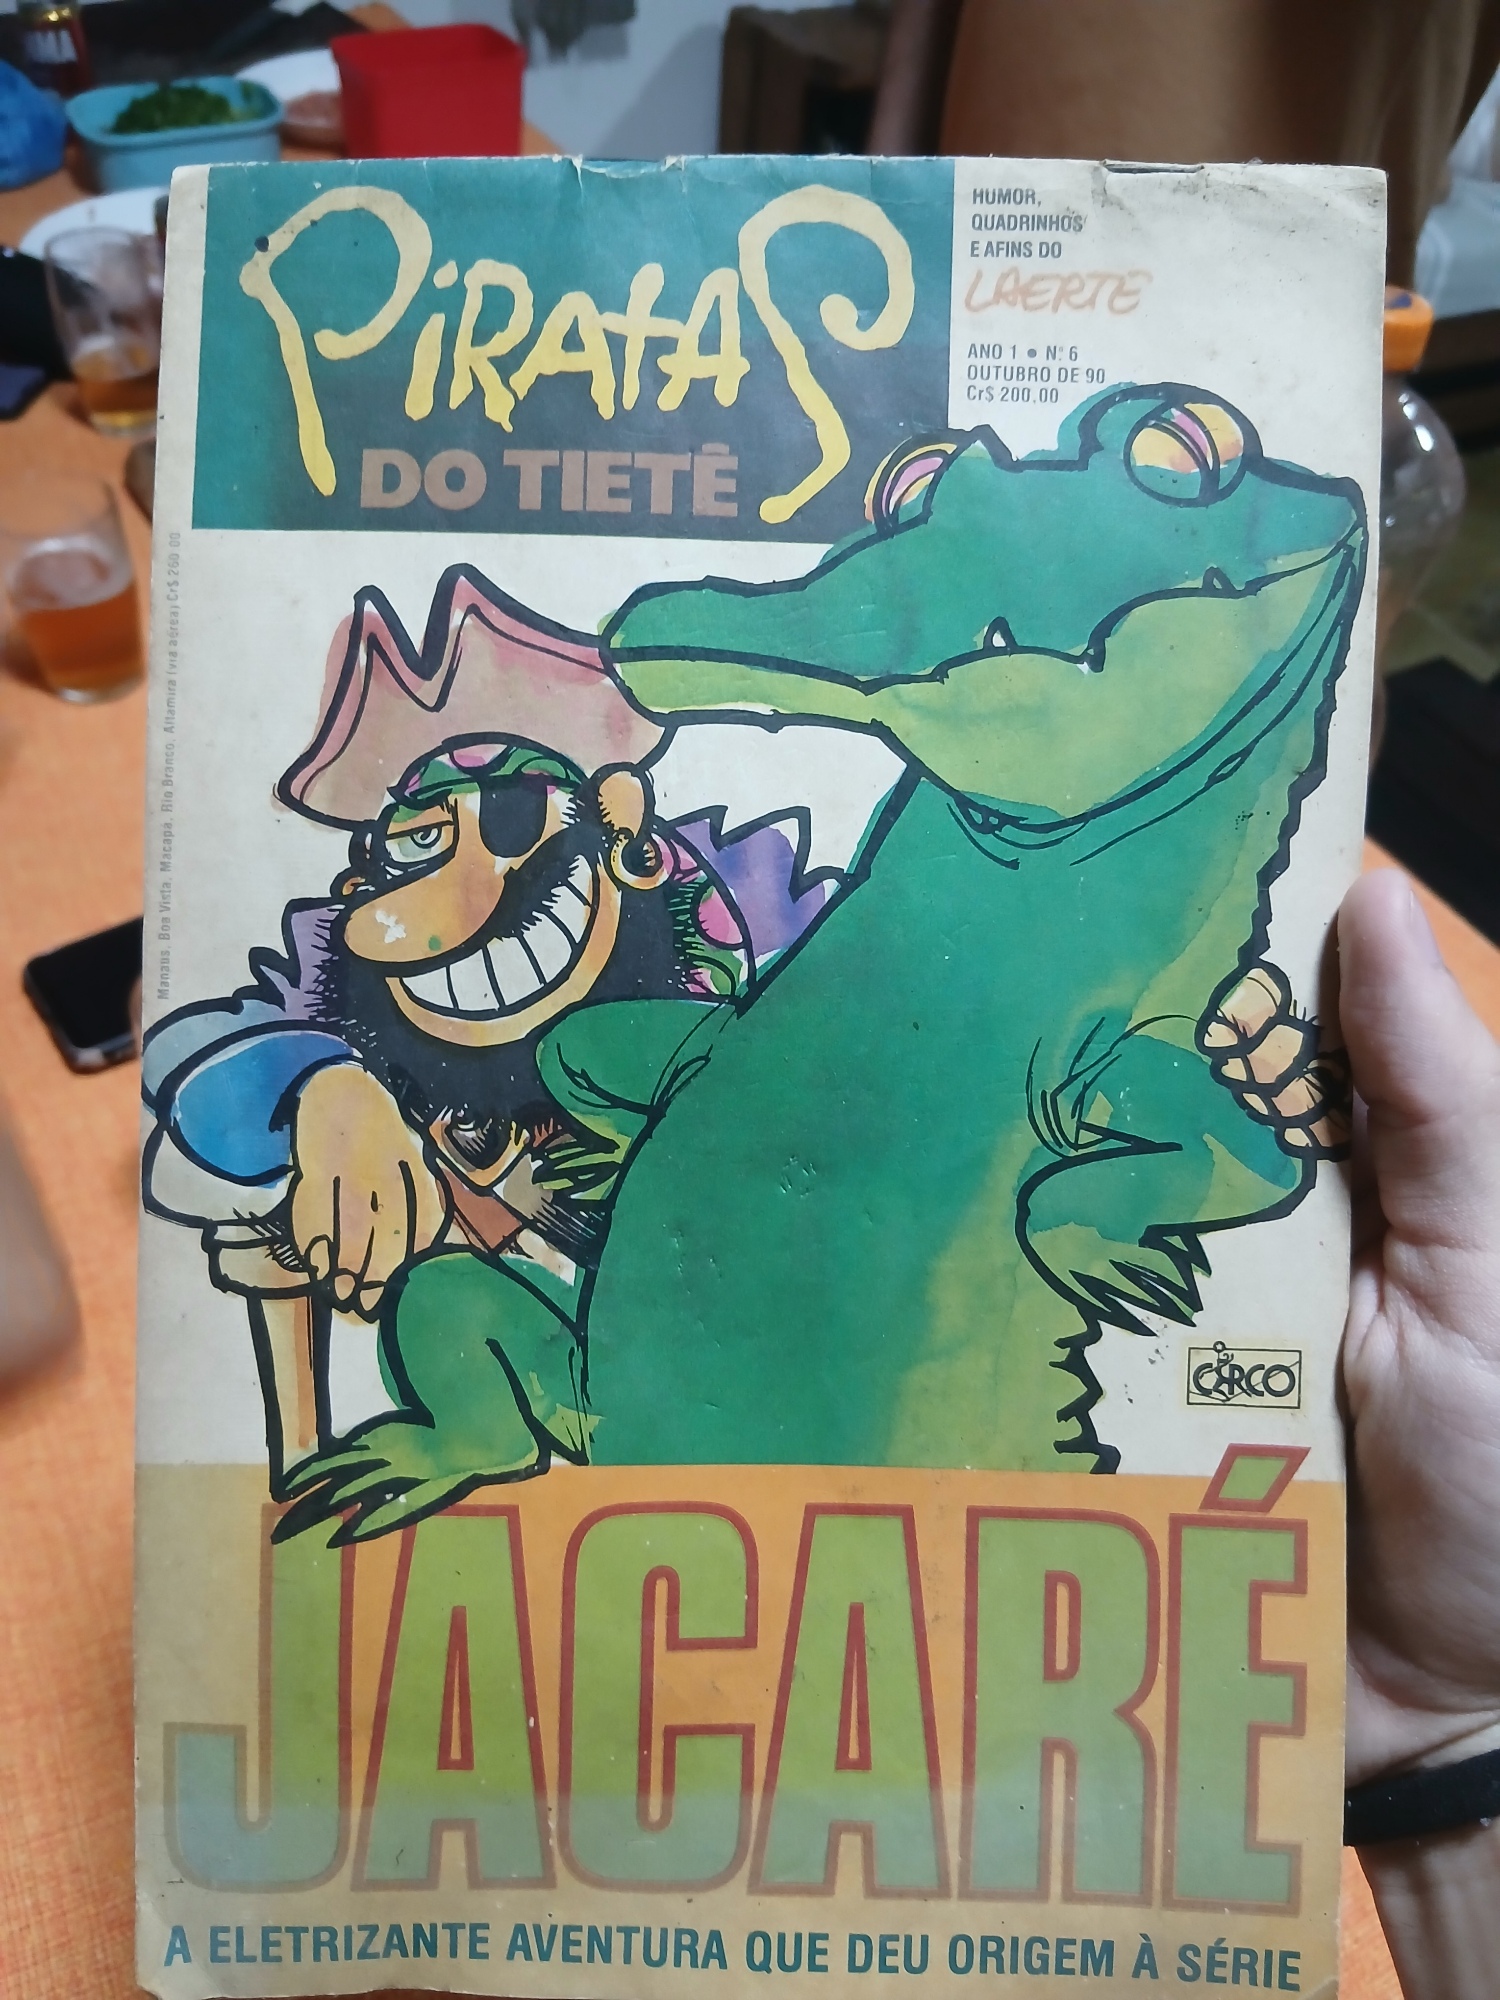 PIRATAS
DO TIETÊ
HUMOR,
QUADRINHOS
E AFINS DO
LAERTE
ANO 1 ● Nº 6
OUTUBRO DE 90
Cr$ 200,00
Manaus, Boa Vista, Macapá, Rio Branco, Altamira (via aérea) Cr$ 260,00
CIRCO
JACARÉ
A ELETRIZANTE AVENTURA QUE DEU ORIGEM À SÉRIE